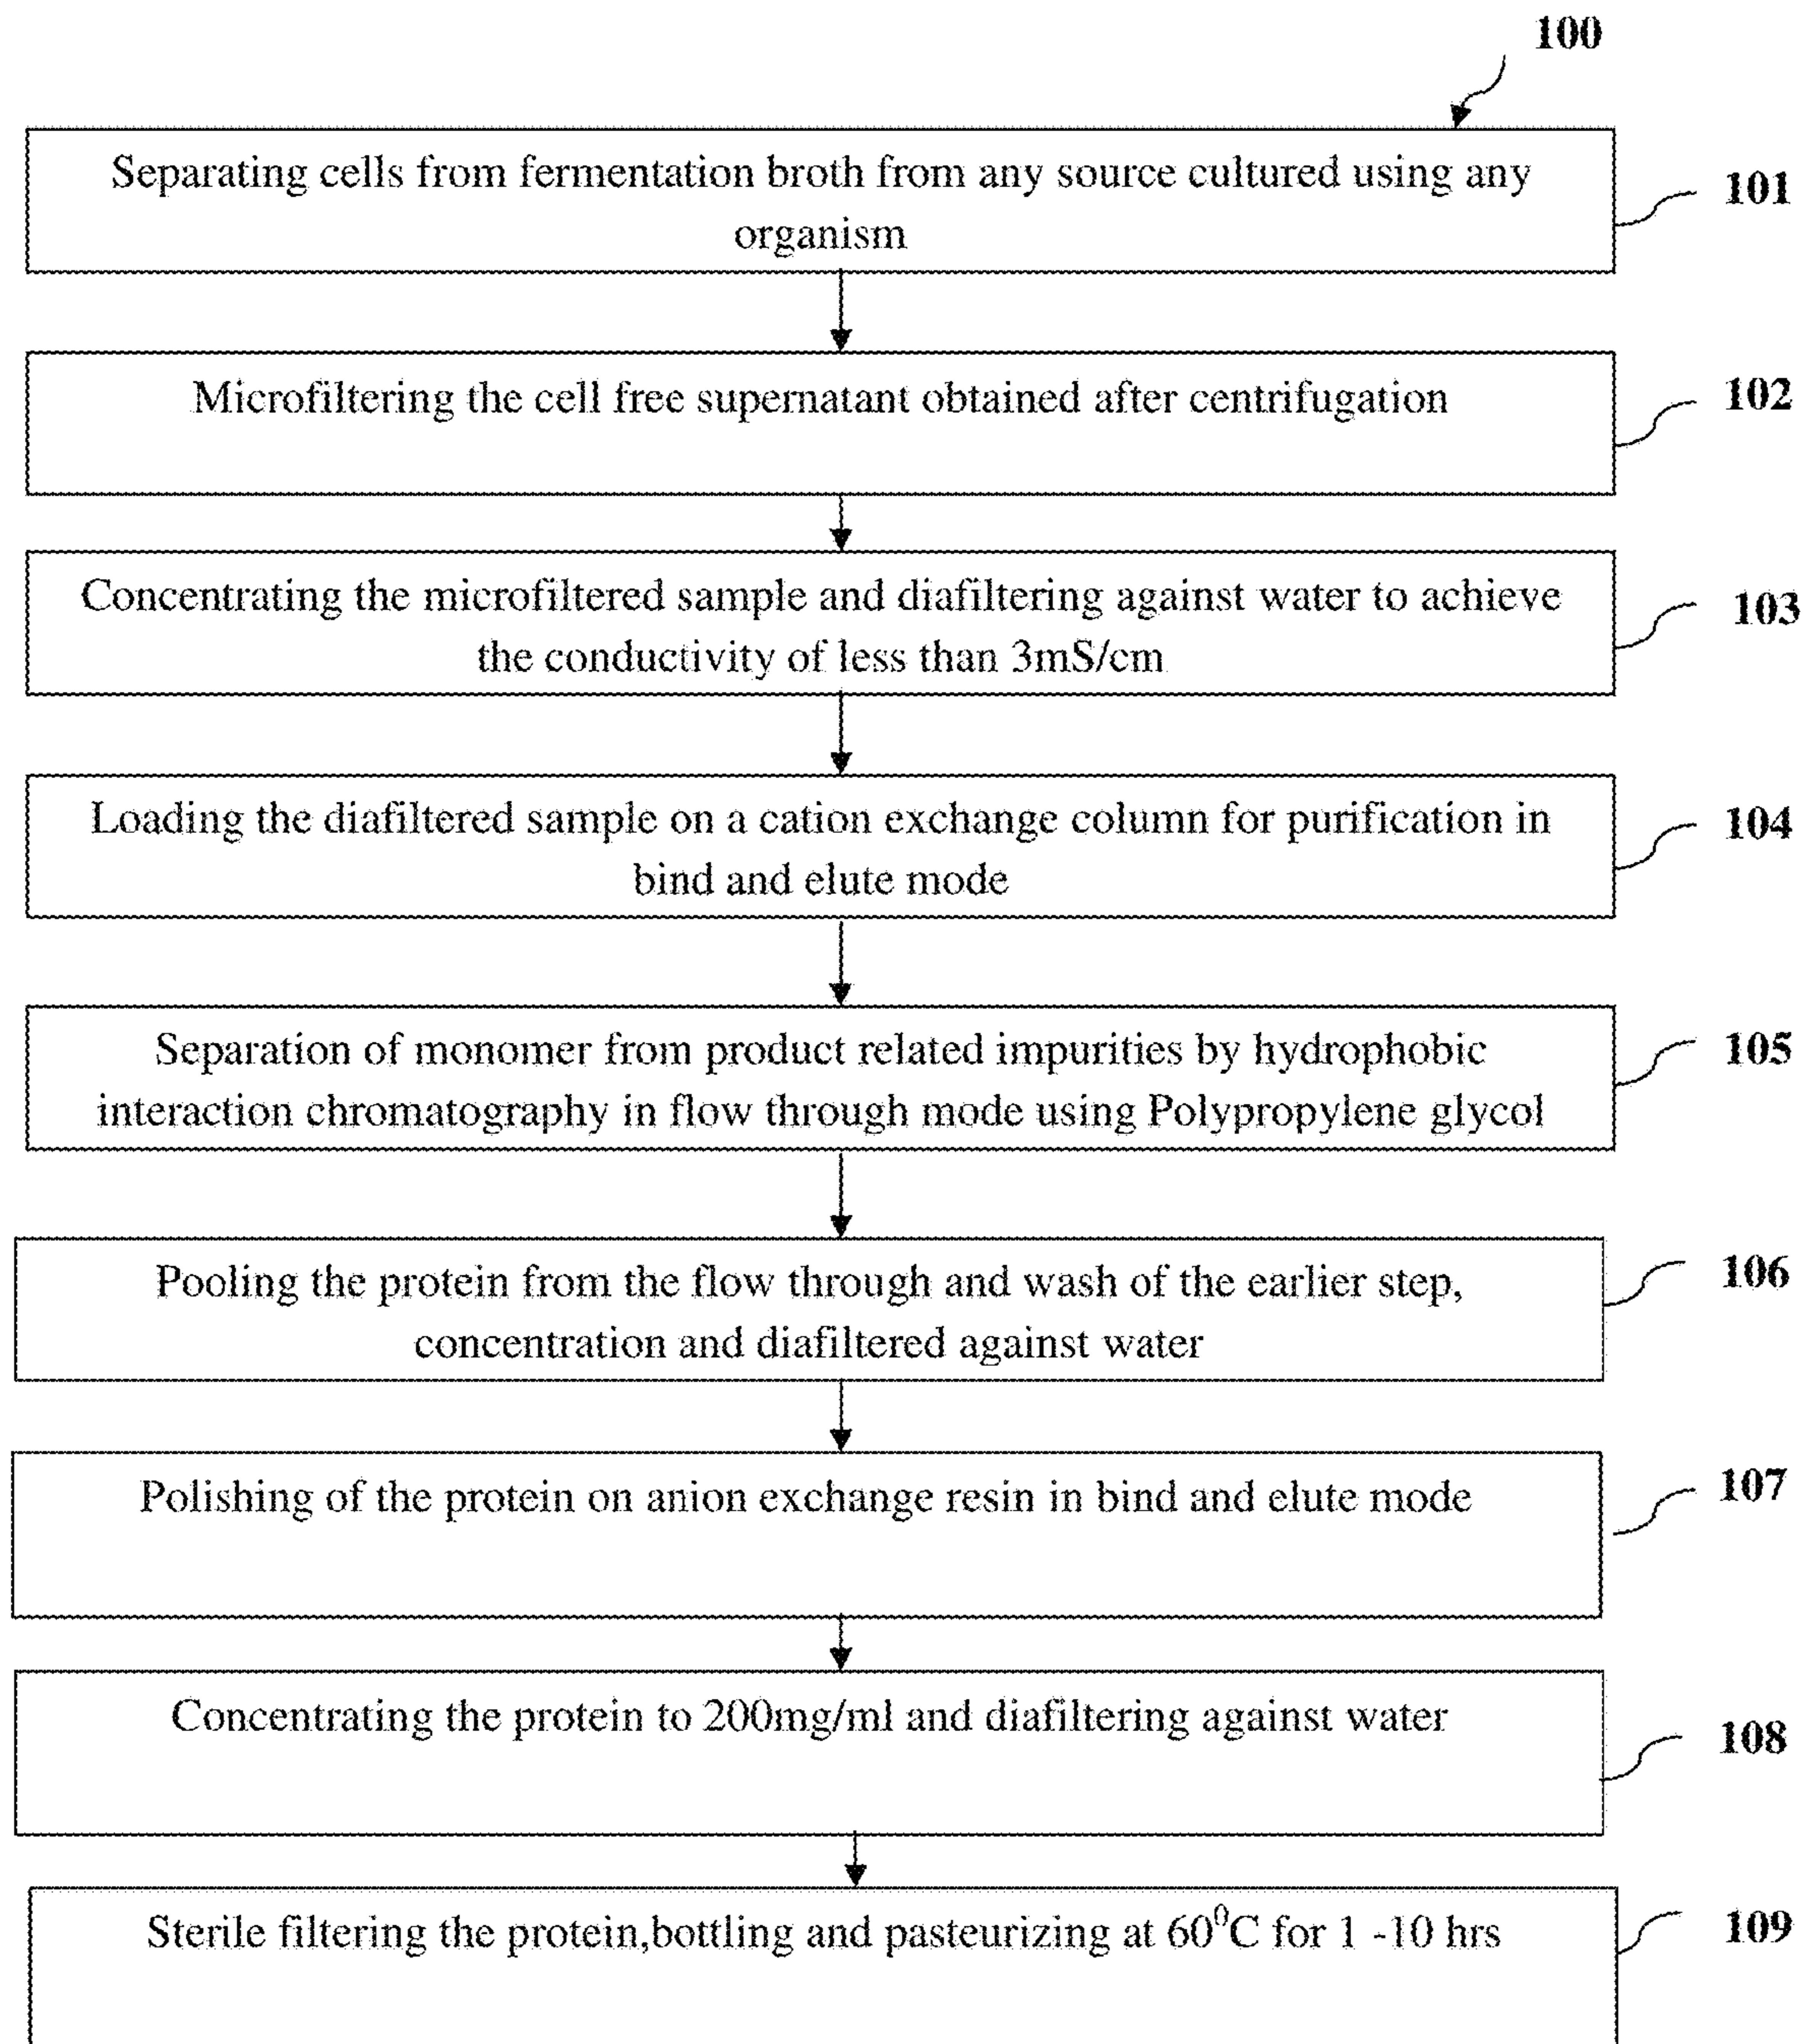 100
Separating cells from fermentation broth from any source cultured using any
organism
101
Microfiltering the cell free supernatant obtained after centrifugation
102
Concentrating the microfiltered sample and diafiltering against water to achieve
the conductivity of less than 3mS/cm
103
Loading the diafiltered sample on a cation exchange column for purification in
bind and elute mode
104
Separation of monomer from product related impurities by hydrophobic
interaction chromatography in flow through mode using Polypropylene glycol
105
Pooling the protein from the flow through and wash of the earlier step,
concentration and diafiltered against water
106
Polishing of the protein on anion exchange resin in bind and elute mode
107
Concentrating the protein to 200mg/ml and diafiltering against water
108
Sterile filtering the protein,bottling and pasteurizing at 60⁰C for 1 -10 hrs
109